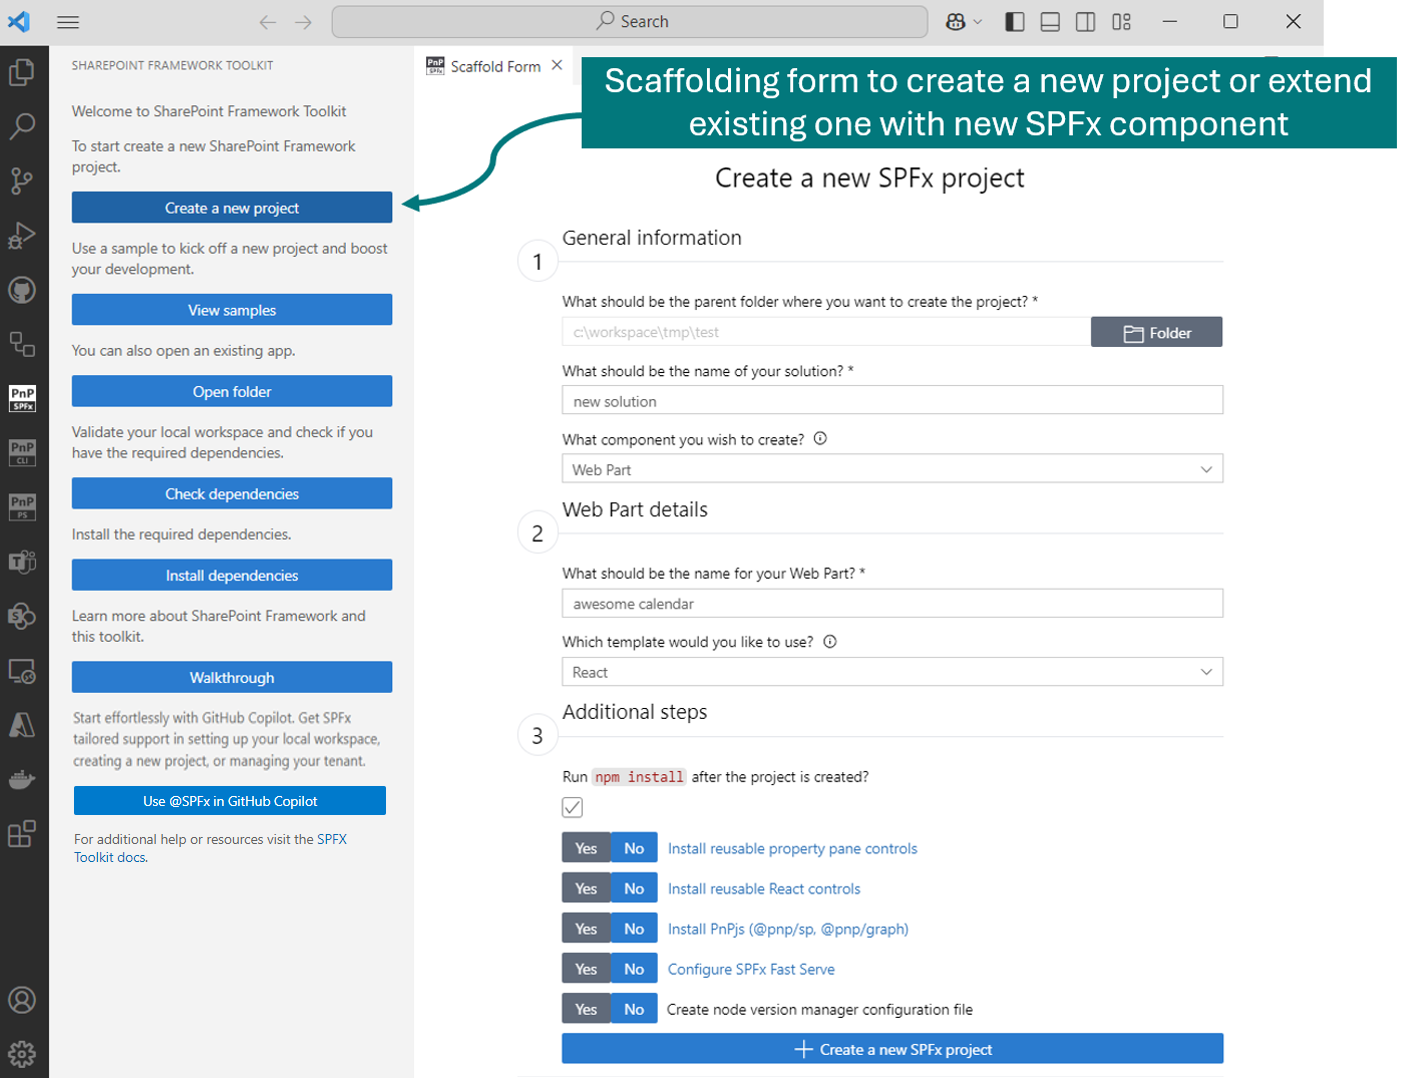 Search
SHAREPOINT FRAMEWORK TOOLKIT
Welcome to SharePoint Framework Toolkit
To start create a new SharePoint Framework
project.
Create a new project
Use a sample to kick off a new project and boost
your development.
View samples
You can also open an existing app.
Open folder
Validate your local workspace and check if you
have the required dependencies.
Check dependencies
Install the required dependencies.
Install dependencies
Learn more about SharePoint Framework and
this toolkit.
Walkthrough
Start effortlessly with GitHub Copilot. Get SPFx
tailored support in setting up your local workspace,
creating a new project, or managing your tenant.
Use @SPFx in GitHub Copilot
For additional help or resources visit the SPFX
Toolkit docs.
PnP
SPFx
PnP
CLI
PnP
PS
PnP
SPFx
Scaffold Form
Scaffolding form to create a new project or extend
existing one with new SPFx component
Create a new SPFx project
1
General information
What should be the parent folder where you want to create the project? *
c:\workspace\tmp\test
Folder
What should be the name of your solution? *
new solution
What component you wish to create?
Web Part
2
Web Part details
What should be the name for your Web Part? *
awesome calendar
Which template would you like to use?
React
3
Additional steps
Run npm install after the project is created?
Yes No Install reusable property pane controls
Yes No Install reusable React controls
Yes No Install PnPjs (@pnp/sp, @pnp/graph)
Yes No Configure SPFx Fast Serve
Yes No Create node version manager configuration file
Create a new SPFx project